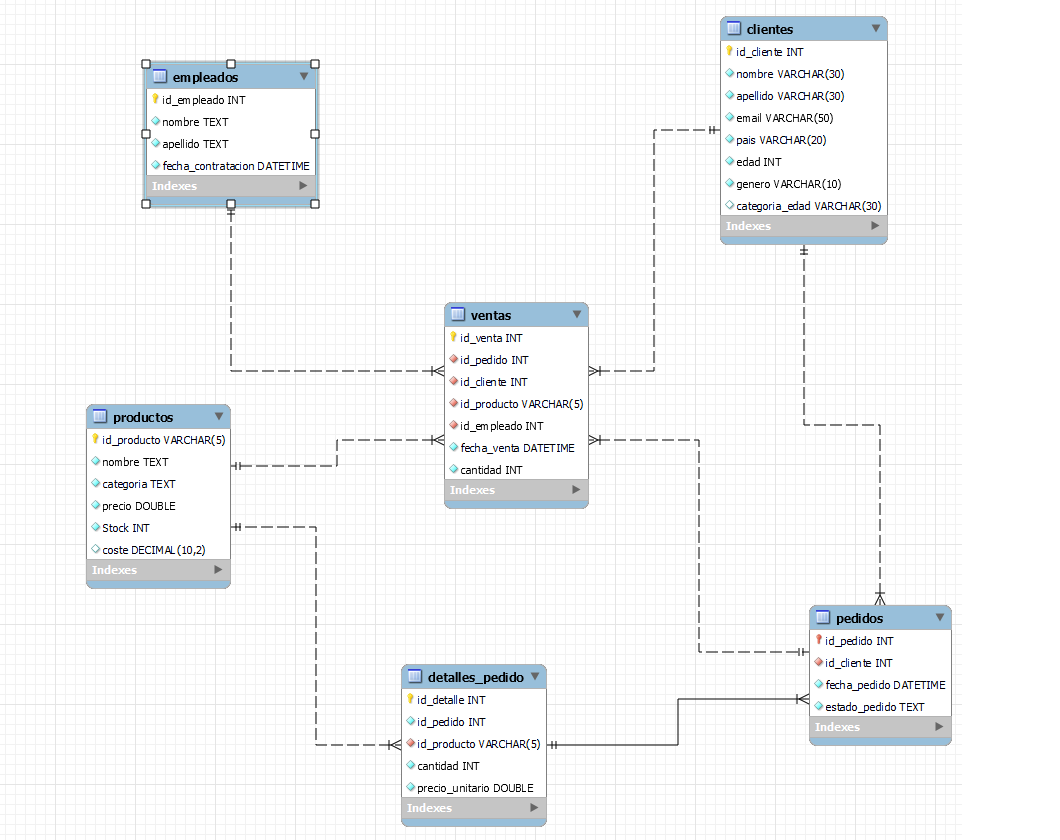 clientes
id_cliente INT
nombre VARCHAR(30)
apellido VARCHAR(30)
email VARCHAR(50)
pais VARCHAR(20)
edad INT
genero VARCHAR(10)
categoria_edad VARCHAR(30)
Indexes
empleados
id_empleado INT
nombre TEXT
apellido TEXT
fecha_contratacion DATETIME
Indexes
ventas
id_venta INT
id_pedido INT
id_cliente INT
id_producto VARCHAR(5)
id_empleado INT
fecha_venta DATETIME
cantidad INT
Indexes
productos
id_producto VARCHAR(5)
nombre TEXT
categoria TEXT
precio DOUBLE
Stock INT
coste DECIMAL(10,2)
Indexes
pedidos
id_pedido INT
id_cliente INT
fecha_pedido DATETIME
estado_pedido TEXT
Indexes
detalles_pedido
id_detalle INT
id_pedido INT
id_producto VARCHAR(5)
cantidad INT
precio_unitario DOUBLE
Indexes